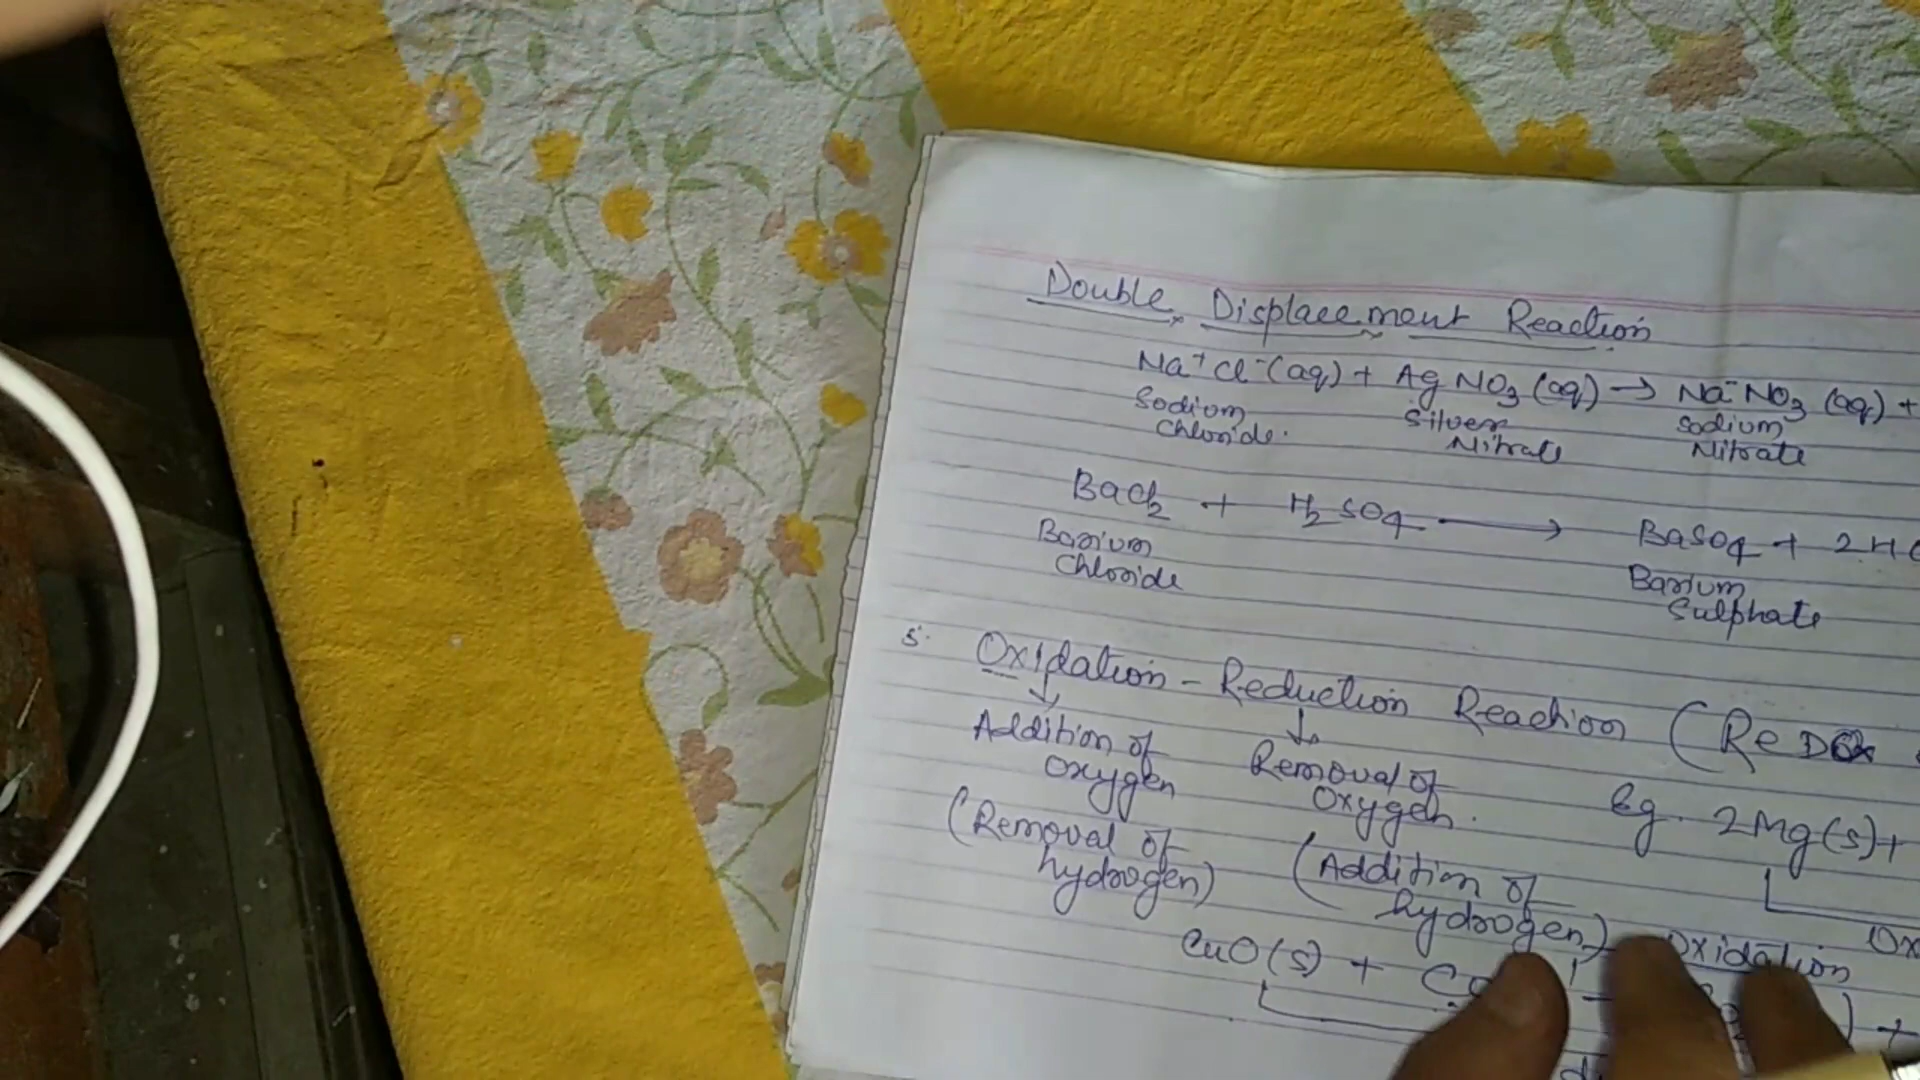 Double Displacement Reaction
Na⁺Cl⁻(aq) + AgNO₃(aq) → Na⁻NO₃(aq) +
Sodium Chloride. Silver Nitrate Sodium Nitrate
BaCl₂ + H₂SO₄ → BaSO₄ + 2H
Barium Chloride Barium Sulphate
5. Oxidation - Reduction Reaction (ReDOx
Addition of Oxygen Removal of Oxygen.
Eg. 2Mg(s) +
(Removal of hydrogen) (Addition of hydrogen)
Ox
Oxidation
CuO(s) +